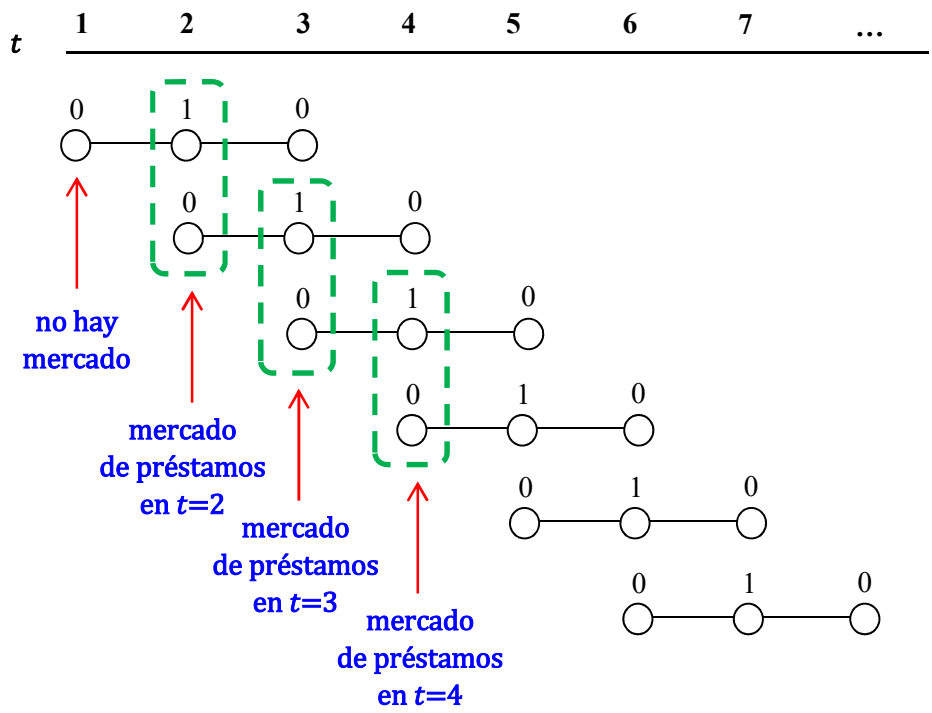 t 1 2 3 4 5 6 7 ...
0 1 0
0 1 0
0 1 0
no hay
mercado
0 1 0
mercado
de préstamos
en t=2
0 1 0
mercado
de préstamos
en t=3
0 1 0
mercado
de préstamos
en t=4